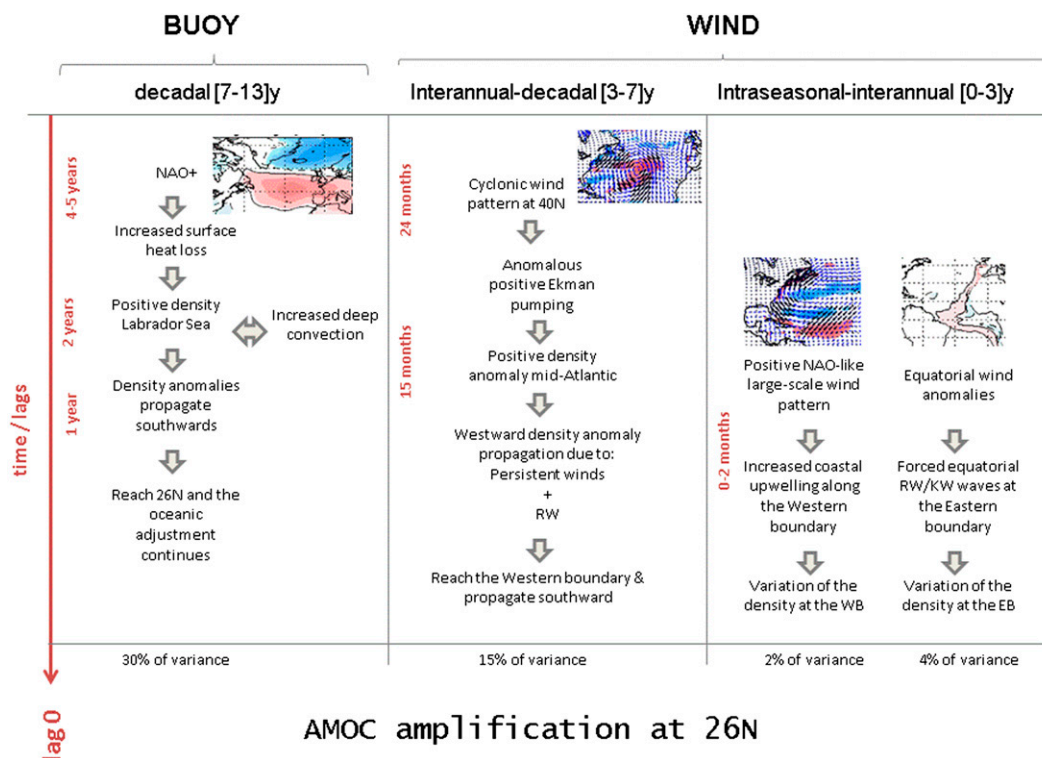 BUOY
WIND
decadal [7-13]y
Interannual-decadal [3-7]y
Intraseasonal-interannual [0-3]y
time / lags
4-5 years
2 years
1 year
NAO+
Increased surface
heat loss
Positive density
Labrador Sea
Increased deep
convection
Density anomalies
propagate
southwards
Reach 26N and the
oceanic
adjustment
continues
24 months
15 months
Cyclonic wind
pattern at 40N
Anomalous
positive Ekman
pumping
Positive density
anomaly mid-Atlantic
Westward density anomaly
propagation due to:
Persistent winds
+
RW
Reach the Western boundary &
propagate southward
0-2 months
Positive NAO-like
large-scale wind
pattern
Increased coastal
upwelling along
the Western
boundary
Variation of the
density at the WB
Equatorial wind
anomalies
Forced equatorial
RW/KW waves at
the Eastern
boundary
Variation of the
density at the EB
30% of variance
15% of variance
2% of variance
4% of variance
lag 0
AMOC amplification at 26N